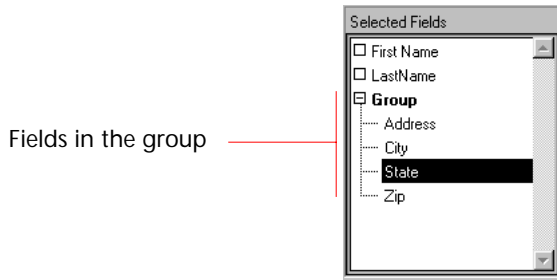 Selected Fields
First Name
LastName
Group
Address
Fields in the group
City
State
Zip